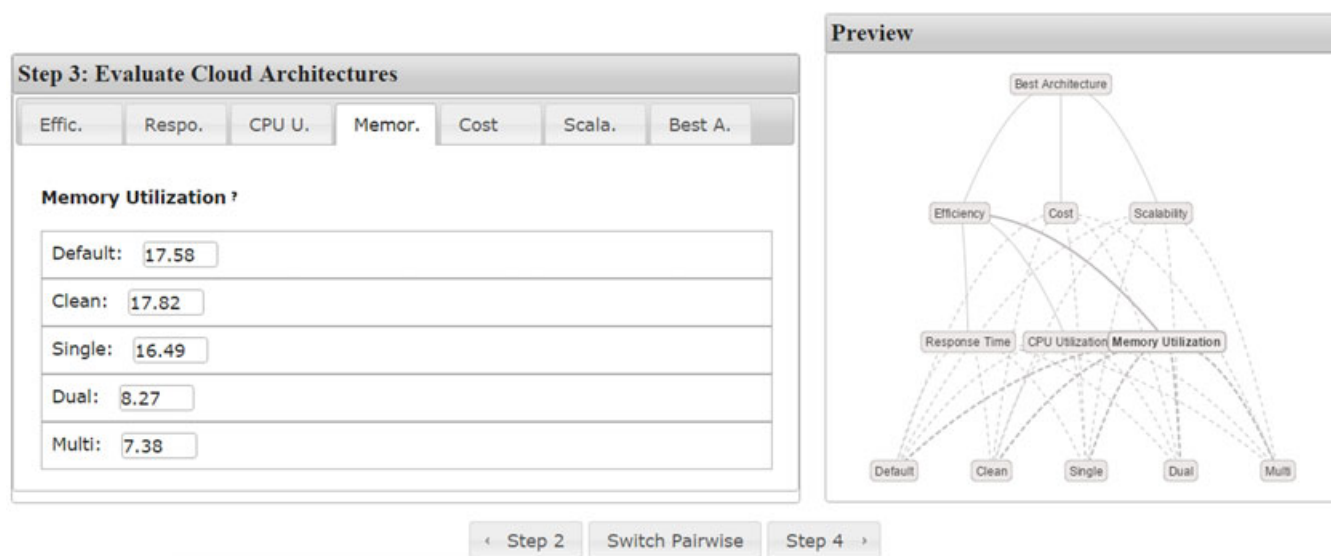 Step 3: Evaluate Cloud Architectures
Effic. Respo. CPU U. Memor. Cost Scala. Best A.
Memory Utilization ?
Default: 17.58
Clean: 17.82
Single: 16.49
Dual: 8.27
Multi: 7.38
Preview
Best Architecture
Efficiency Cost Scalability
Response Time CPU Utilization Memory Utilization
Default Clean Single Dual Multi
‹ Step 2 Switch Pairwise Step 4 ›